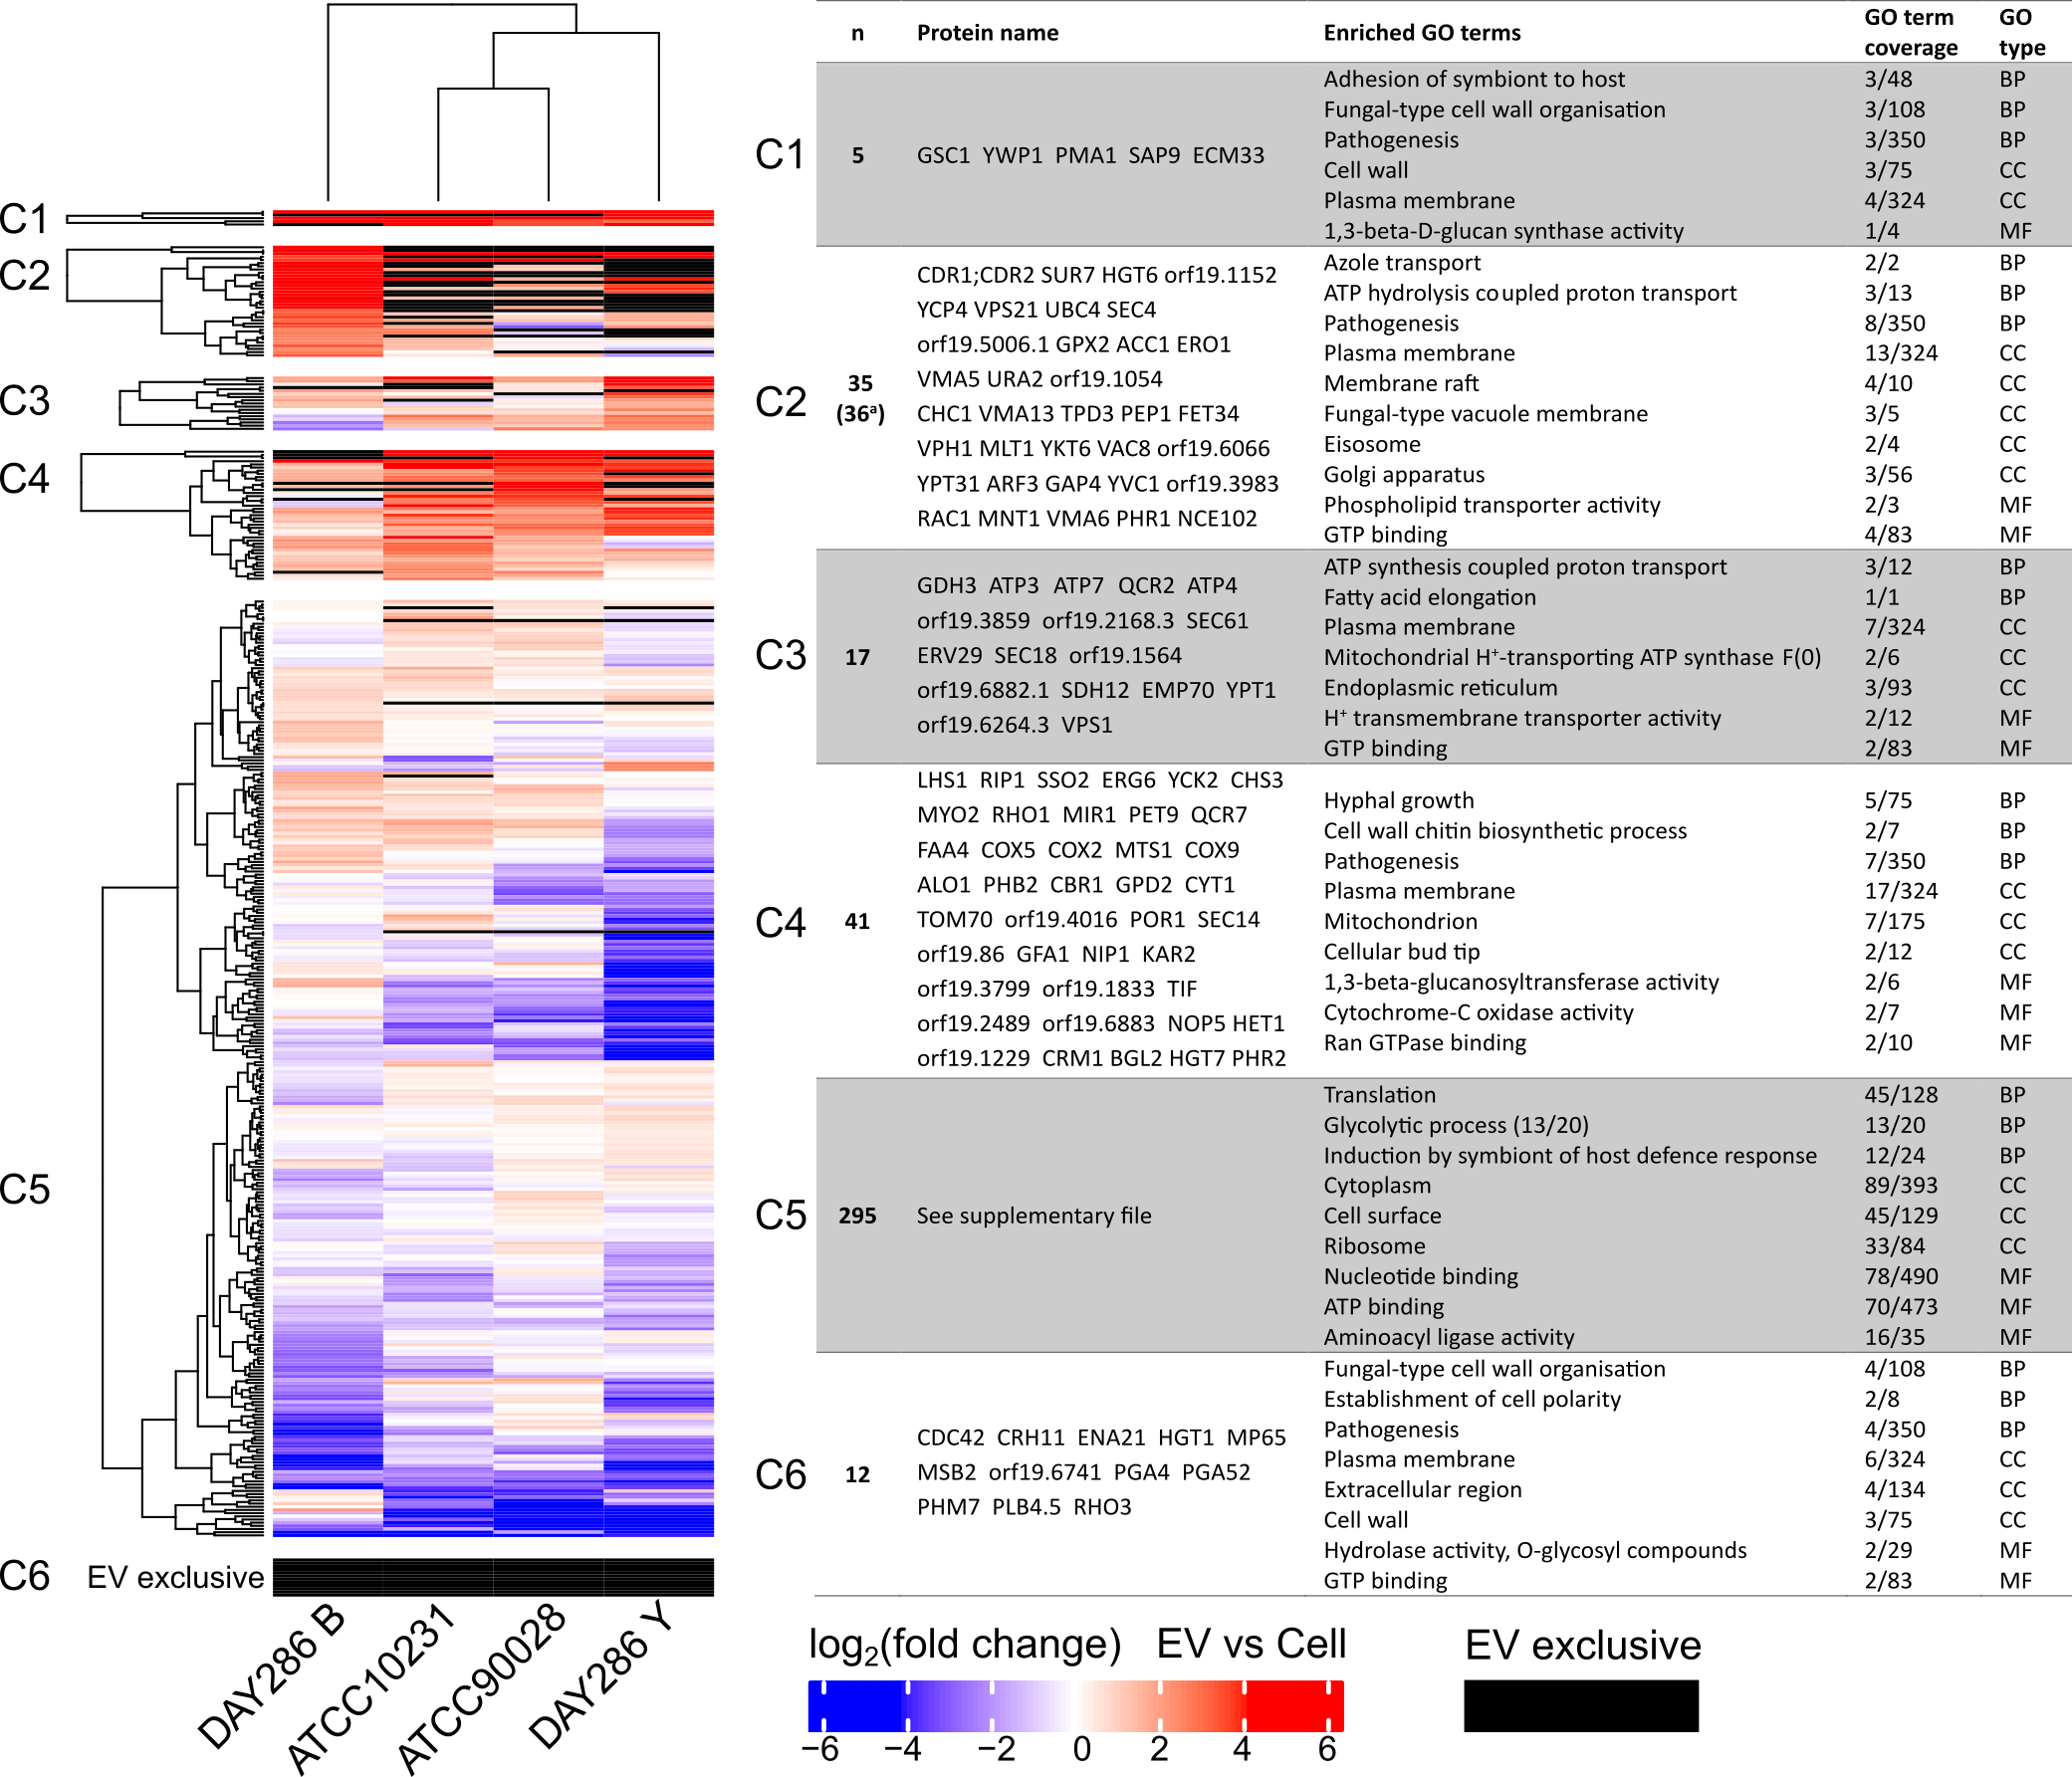 n Protein name Enriched GO terms GO term coverage GO type
C1 5 GSC1 YWP1 PMA1 SAP9 ECM33
Adhesion of symbiont to host 3/48 BP
Fungal-type cell wall organisation 3/108 BP
Pathogenesis 3/350 BP
Cell wall 3/75 CC
Plasma membrane 4/324 CC
1,3-beta-D-glucan synthase activity 1/4 MF
C2 35 (36ᵃ)
CDR1;CDR2 SUR7 HGT6 orf19.1152
YCP4 VPS21 UBC4 SEC4
orf19.5006.1 GPX2 ACC1 ERO1
VMA5 URA2 orf19.1054
CHC1 VMA13 TPD3 PEP1 FET34
VPH1 MLT1 YKT6 VAC8 orf19.6066
YPT31 ARF3 GAP4 YVC1 orf19.3983
RAC1 MNT1 VMA6 PHR1 NCE102
Azole transport 2/2 BP
ATP hydrolysis coupled proton transport 3/13 BP
Pathogenesis 8/350 BP
Plasma membrane 13/324 CC
Membrane raft 4/10 CC
Fungal-type vacuole membrane 3/5 CC
Eisosome 2/4 CC
Golgi apparatus 3/56 CC
Phospholipid transporter activity 2/3 MF
GTP binding 4/83 MF
C3 17
GDH3 ATP3 ATP7 QCR2 ATP4
orf19.3859 orf19.2168.3 SEC61
ERV29 SEC18 orf19.1564
orf19.6882.1 SDH12 EMP70 YPT1
orf19.6264.3 VPS1
ATP synthesis coupled proton transport 3/12 BP
Fatty acid elongation 1/1 BP
Plasma membrane 7/324 CC
Mitochondrial H⁺-transporting ATP synthase F(0) 2/6 CC
Endoplasmic reticulum 3/93 CC
H⁺ transmembrane transporter activity 2/12 MF
GTP binding 2/83 MF
C4 41
LHS1 RIP1 SSO2 ERG6 YCK2 CHS3
MYO2 RHO1 MIR1 PET9 QCR7
FAA4 COX5 COX2 MTS1 COX9
ALO1 PHB2 CBR1 GPD2 CYT1
TOM70 orf19.4016 POR1 SEC14
orf19.86 GFA1 NIP1 KAR2
orf19.3799 orf19.1833 TIF
orf19.2489 orf19.6883 NOP5 HET1
orf19.1229 CRM1 BGL2 HGT7 PHR2
Hyphal growth 5/75 BP
Cell wall chitin biosynthetic process 2/7 BP
Pathogenesis 7/350 BP
Plasma membrane 17/324 CC
Mitochondrion 7/175 CC
Cellular bud tip 2/12 CC
1,3-beta-glucanosyltransferase activity 2/6 MF
Cytochrome-C oxidase activity 2/7 MF
Ran GTPase binding 2/10 MF
C5 295 See supplementary file
Translation 45/128 BP
Glycolytic process (13/20) 13/20 BP
Induction by symbiont of host defence response 12/24 BP
Cytoplasm 89/393 CC
Cell surface 45/129 CC
Ribosome 33/84 CC
Nucleotide binding 78/490 MF
ATP binding 70/473 MF
Aminoacyl ligase activity 16/35 MF
C6 12
CDC42 CRH11 ENA21 HGT1 MP65
MSB2 orf19.6741 PGA4 PGA52
PHM7 PLB4.5 RHO3
Fungal-type cell wall organisation 4/108 BP
Establishment of cell polarity 2/8 BP
Pathogenesis 4/350 BP
Plasma membrane 6/324 CC
Extracellular region 4/134 CC
Cell wall 3/75 CC
Hydrolase activity, O-glycosyl compounds 2/29 MF
GTP binding 2/83 MF
C1
C2
C3
C4
C5
C6 EV exclusive
DAY286 B
ATCC10231
ATCC90028
DAY286 Y
log₂(fold change) EV vs Cell
−6 −4 −2 0 2 4 6
EV exclusive